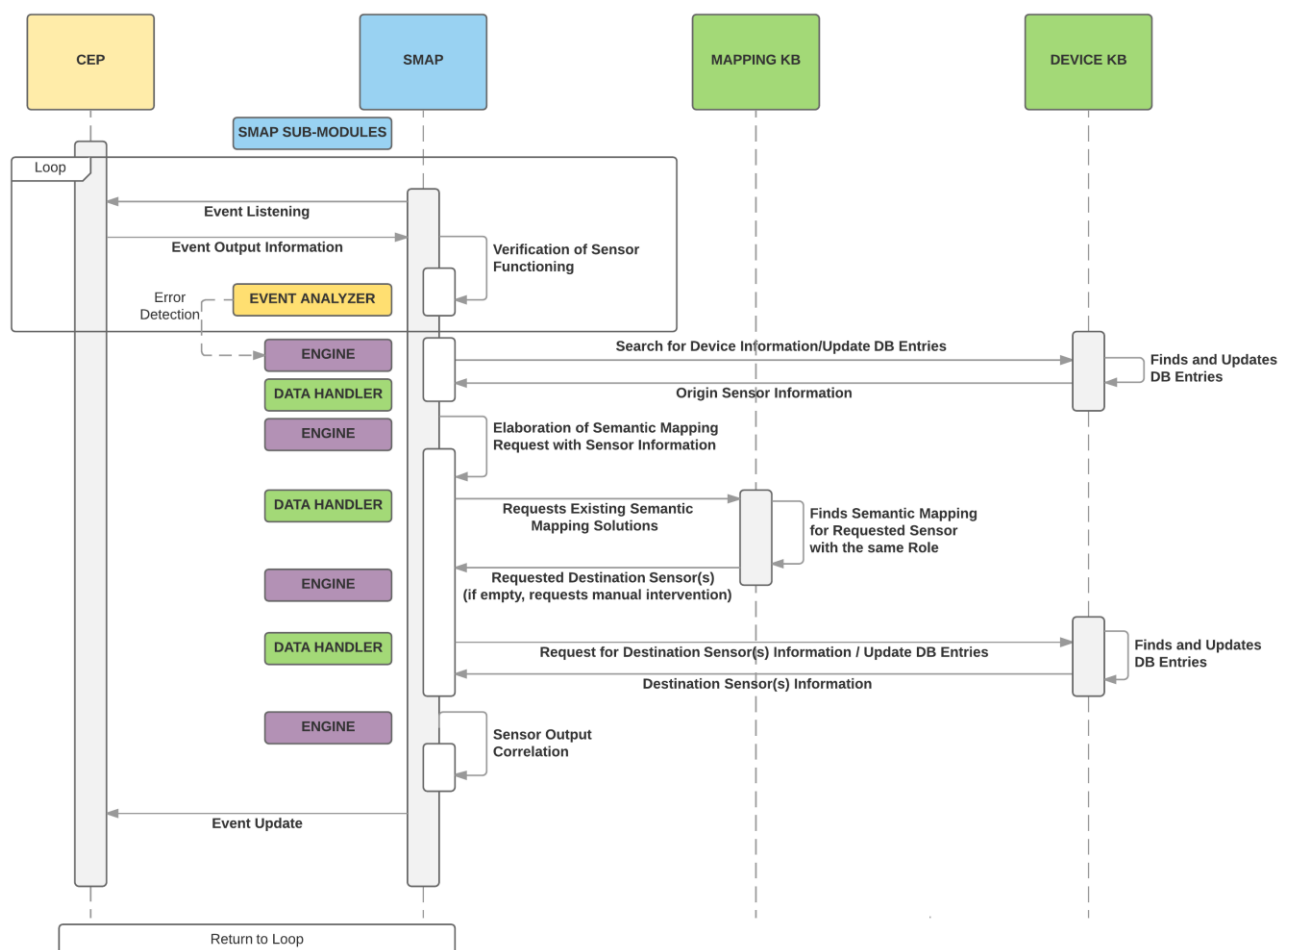 CEP
SMAP
MAPPING KB
DEVICE KB
SMAP SUB-MODULES
Loop
Event Listening
Event Output Information
Verification of Sensor
Functioning
Error
Detection
EVENT ANALYZER
ENGINE
Search for Device Information/Update DB Entries
Finds and Updates
DB Entries
DATA HANDLER
Origin Sensor Information
ENGINE
Elaboration of Semantic Mapping
Request with Sensor Information
DATA HANDLER
Requests Existing Semantic
Mapping Solutions
Finds Semantic Mapping
for Requested Sensor
with the same Role
ENGINE
Requested Destination Sensor(s)
(if empty, requests manual intervention)
DATA HANDLER
Request for Destination Sensor(s) Information / Update DB Entries
Finds and Updates
DB Entries
Destination Sensor(s) Information
ENGINE
Sensor Output
Correlation
Event Update
Return to Loop